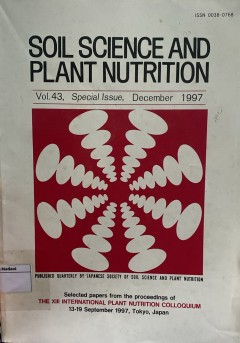 ISSN 0038-0768
SOIL SCIENCE AND
PLANT NUTRITION
Vol. 43, Special Issue, December 1997
PUBLISHED QUARTERLY BY JAPANESE SOCIETY OF SOIL SCIENCE AND PLANT NUTRITION
Selected papers from the proceedings of
THE XIII INTERNATIONAL PLANT NUTRITION COLLOQUIUM
13-19 September 1997, Tokyo, Japan